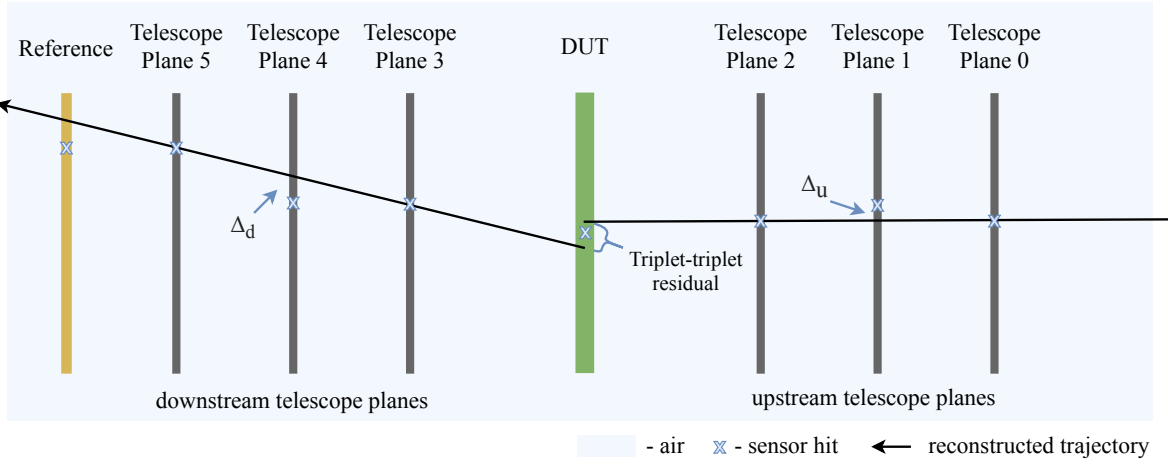 Reference
Telescope
Plane 5
Telescope
Plane 4
Telescope
Plane 3
DUT
Telescope
Plane 2
Telescope
Plane 1
Telescope
Plane 0
Δd
Δu
Triplet-triplet
residual
downstream telescope planes
upstream telescope planes
- air
- sensor hit
reconstructed trajectory